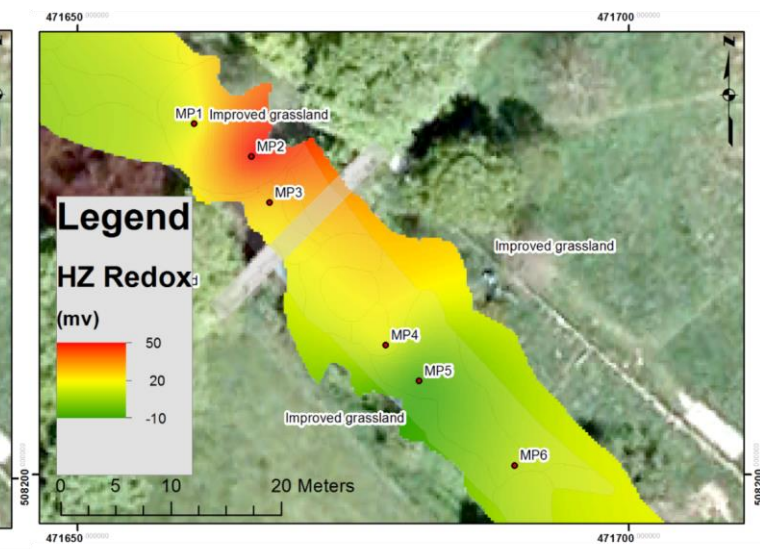 471650
471700
MP1 Improved grassland
MP2
MP3
Legend
HZ Redox
(mv)
50
20
-10
Improved grassland
MP4
MP5
Improved grassland
MP6
0 5 10 20 Meters
508200
508200
471650
471700